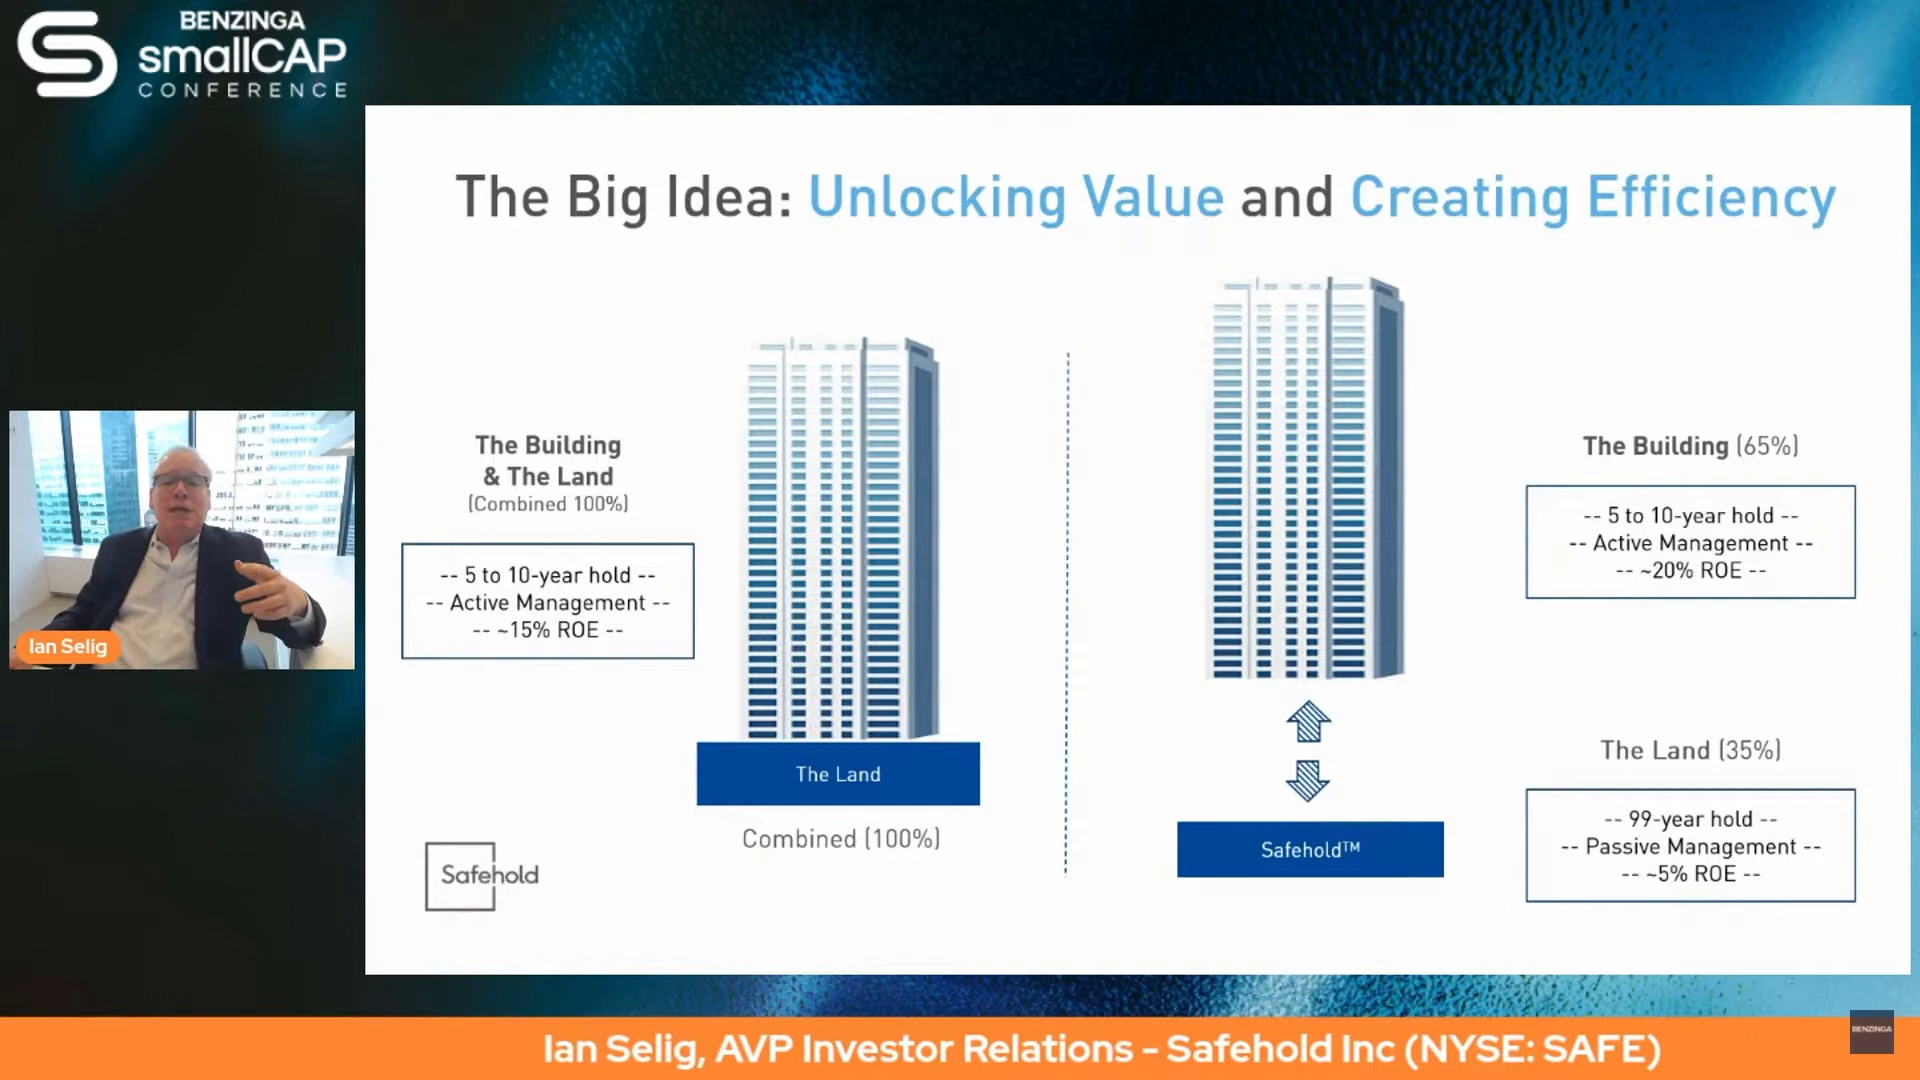 BENZINGA
smallCAP
CONFERENCE
The Big Idea: Unlocking Value and Creating Efficiency
The Building
& The Land
(Combined 100%)
-- 5 to 10-year hold --
-- Active Management --
-- ~15% ROE --
The Land
Combined (100%)
Safehold
The Building (65%)
-- 5 to 10-year hold --
-- Active Management --
-- ~20% ROE --
The Land (35%)
-- 99-year hold --
-- Passive Management --
-- ~5% ROE --
Safehold™
Ian Selig
Ian Selig, AVP Investor Relations - Safehold Inc (NYSE: SAFE)
BENZINGA